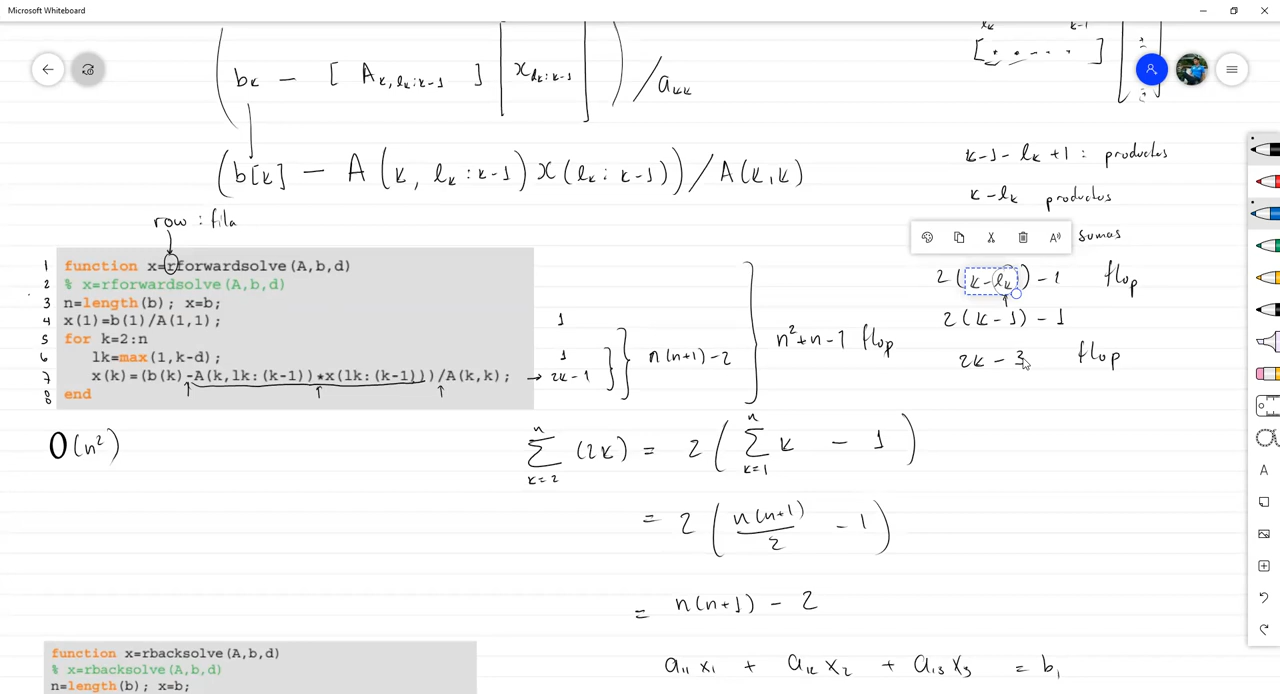 Microsoft Whiteboard
( bk − [ Ak,lk:k-1 ] [ xlk:k-1 ] ) / akk
(b[k] − A(k, lk:k-1) x(lk:k-1)) / A(k,k)
row : fila
1 function x=rforwardsolve(A,b,d)
2 % x=rforwardsolve(A,b,d)
3 n=length(b); x=b;
4 x(1)=b(1)/A(1,1);
5 for k=2:n
6 lk=max(1,k-d);
7 x(k)=(b(k)-A(k,lk:(k-1))*x(lk:(k-1)))/A(k,k);
8 end
1
1
→ 2k-1
n(n+1)-2
n²+n-1 flop
O(n²)
n
∑ (2k) = 2 ( n ∑ k=1 k − 1 )
k=2
= 2 ( n(n+1)/2 − 1 )
= n(n+1) − 2
a11 x1 + a12 x2 + a13 x3 = b1
lk k-1
[ · · · · ]
k-1 − lk +1 : productos
k-lk productos
sumas
2(k-lk)-1 flop
2(k-1)-1
2k-3 flop
function x=rbacksolve(A,b,d)
% x=rbacksolve(A,b,d)
n=length(b); x=b;